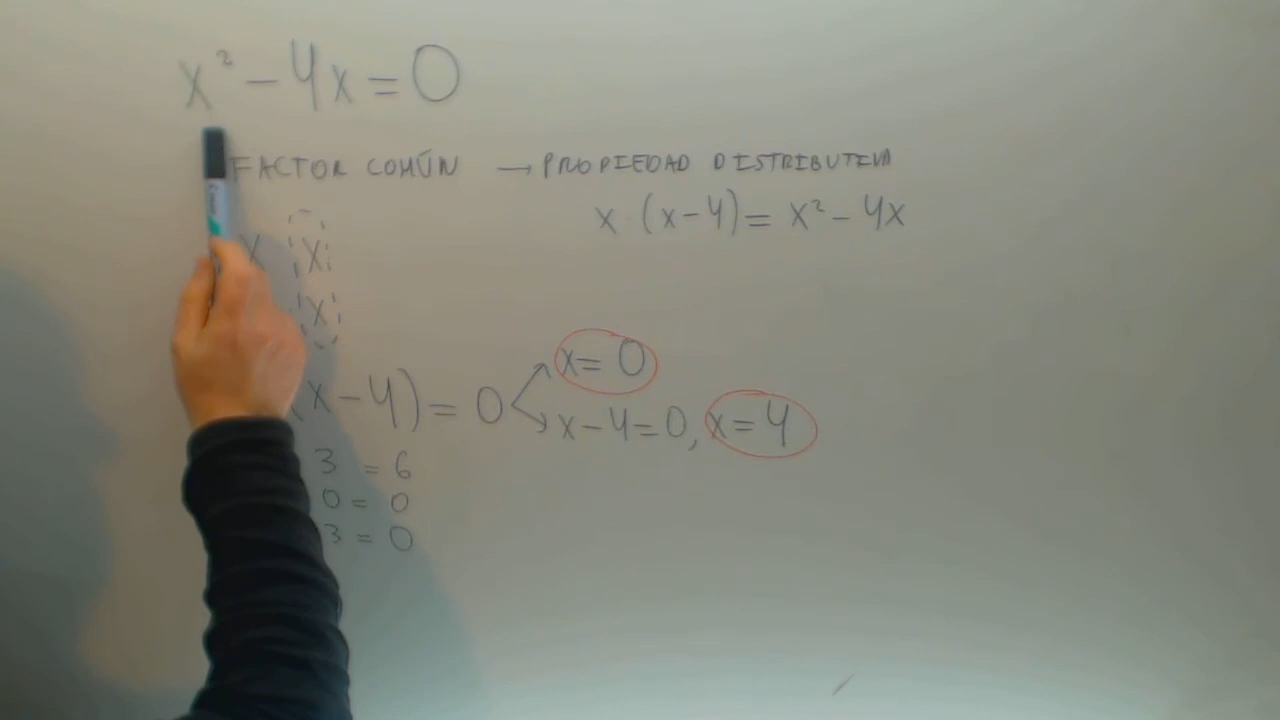 x² - 4x = 0
FACTOR COMÚN → PROPIEDAD DISTRIBUTIVA
x · (x-4) = x² - 4x
x x
x
(x-4) = 0
x = 0
x-4=0, x=4
3 = 6
0 = 0
3 = 0